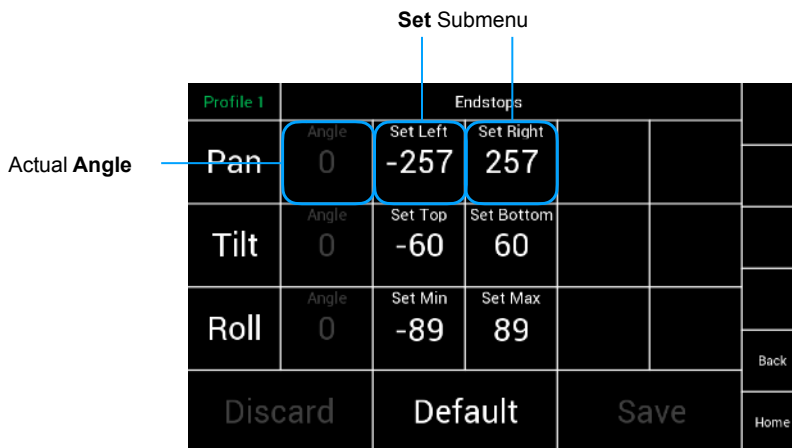 Set Submenu
Profile 1 Endstops
Actual Angle
Pan Angle 0 Set Left -257 Set Right 257
Tilt Angle 0 Set Top -60 Set Bottom 60
Roll Angle 0 Set Min -89 Set Max 89
Back
Discard Default Save
Home